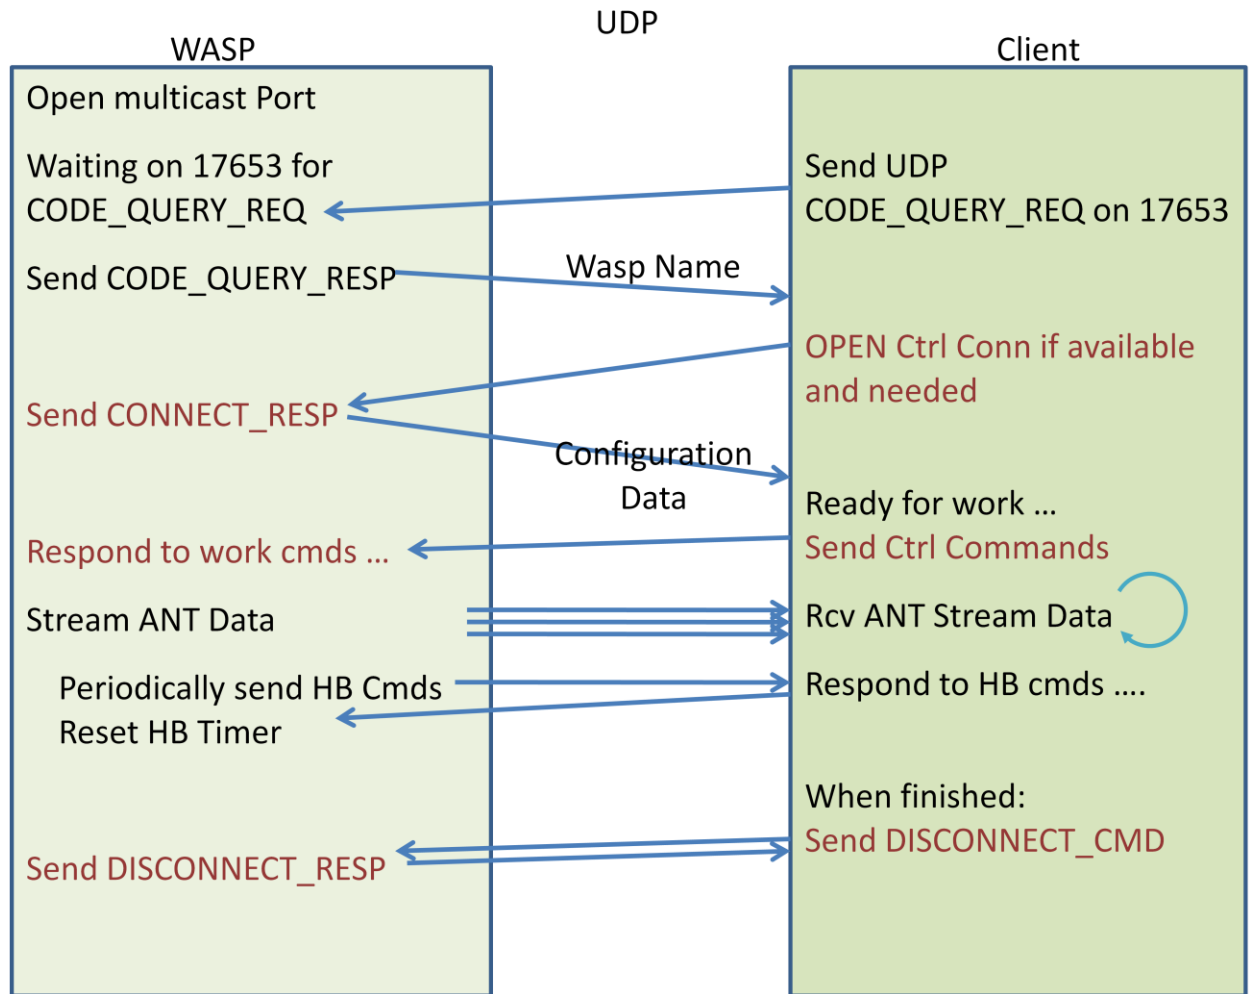 UDP
WASP
Client
Open multicast Port
Waiting on 17653 for
CODE_QUERY_REQ
Send UDP
CODE_QUERY_REQ on 17653
Send CODE_QUERY_RESP
Wasp Name
OPEN Ctrl Conn if available
and needed
Send CONNECT_RESP
Configuration
Data
Ready for work ...
Send Ctrl Commands
Respond to work cmds ...
Stream ANT Data
Rcv ANT Stream Data
Periodically send HB Cmds
Reset HB Timer
Respond to HB cmds ....
When finished:
Send DISCONNECT_CMD
Send DISCONNECT_RESP